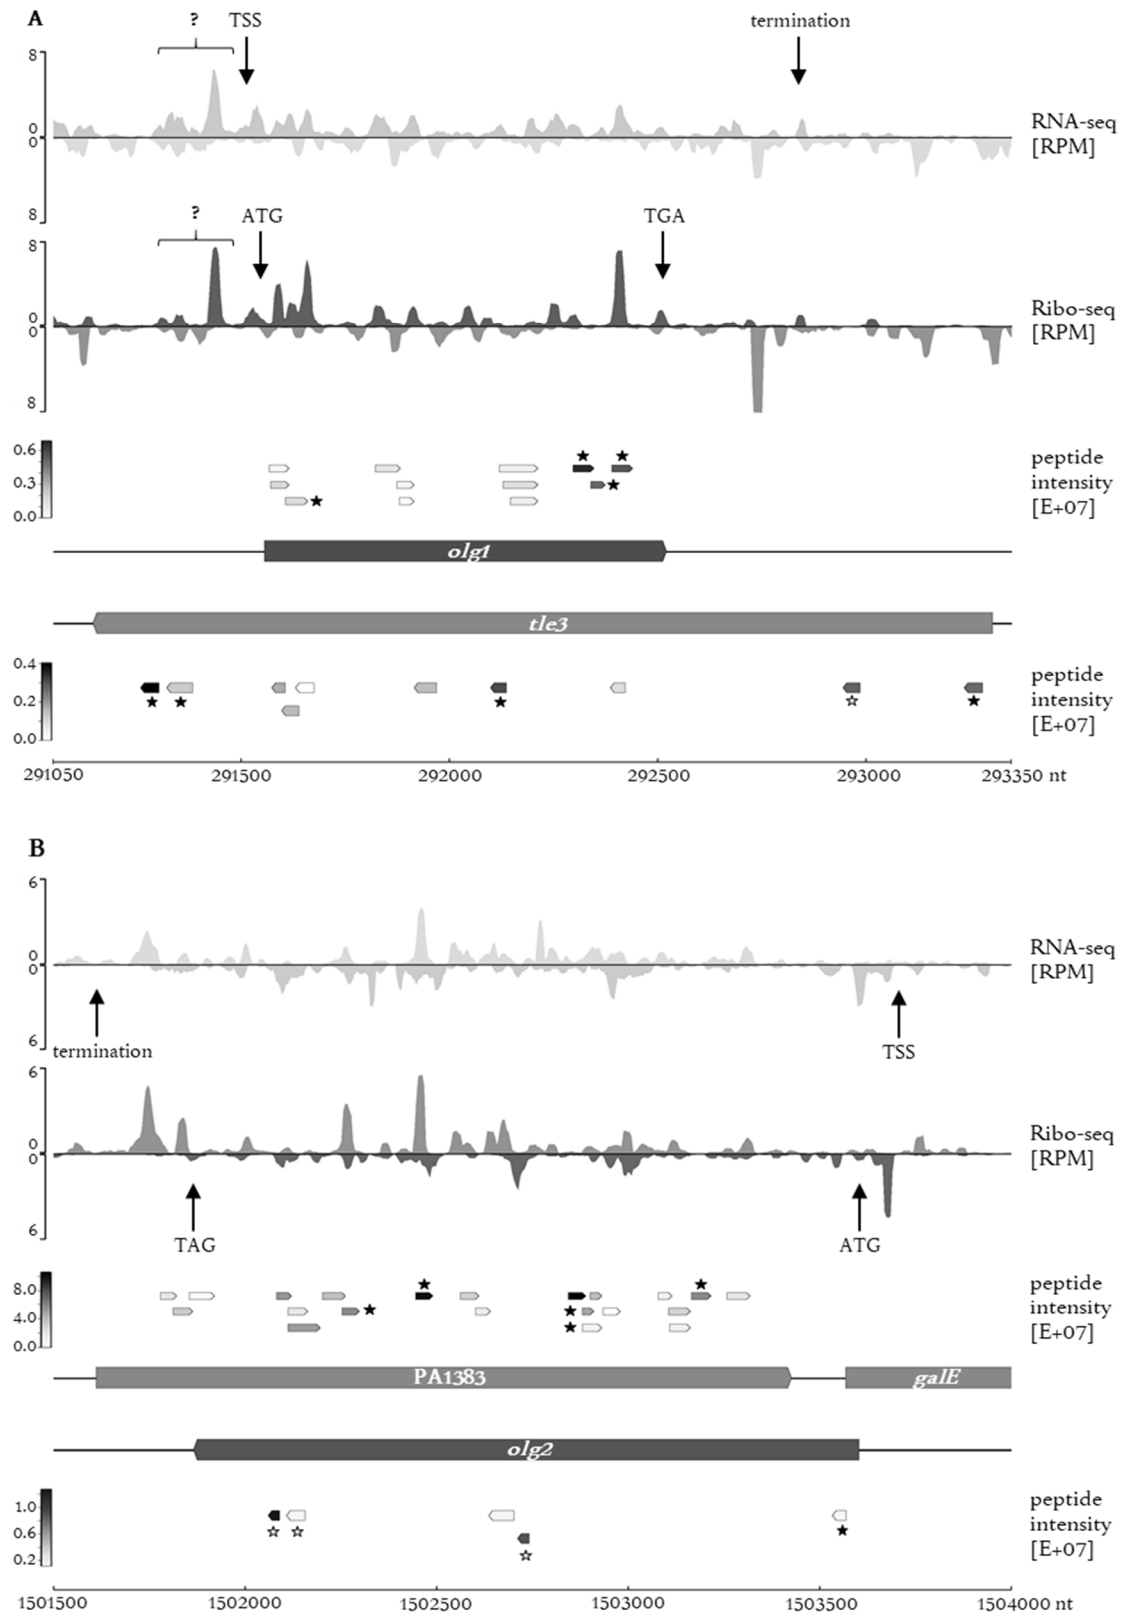 A
? TSS termination
8
0
0
8
RNA-seq
[RPM]
? ATG TGA
8
0
0
8
Ribo-seq
[RPM]
0.6
0.3
0.0
★ ★
★
★
peptide
intensity
[E+07]
olg1
tle3
0.4
0.2
0.0
★ ★ ★ ☆ ★
peptide
intensity
[E+07]
291050 291500 292000 292500 293000 293350 nt
B
6
0
0
6
RNA-seq
[RPM]
termination TSS
6
0
0
6
Ribo-seq
[RPM]
TAG ATG
8.0
4.0
0.0
★ ★
★ ★
★
peptide
intensity
[E+07]
PA1383 galE
olg2
1.0
0.6
0.2
☆ ☆ ★
☆
peptide
intensity
[E+07]
1501500 1502000 1502500 1503000 1503500 1504000 nt